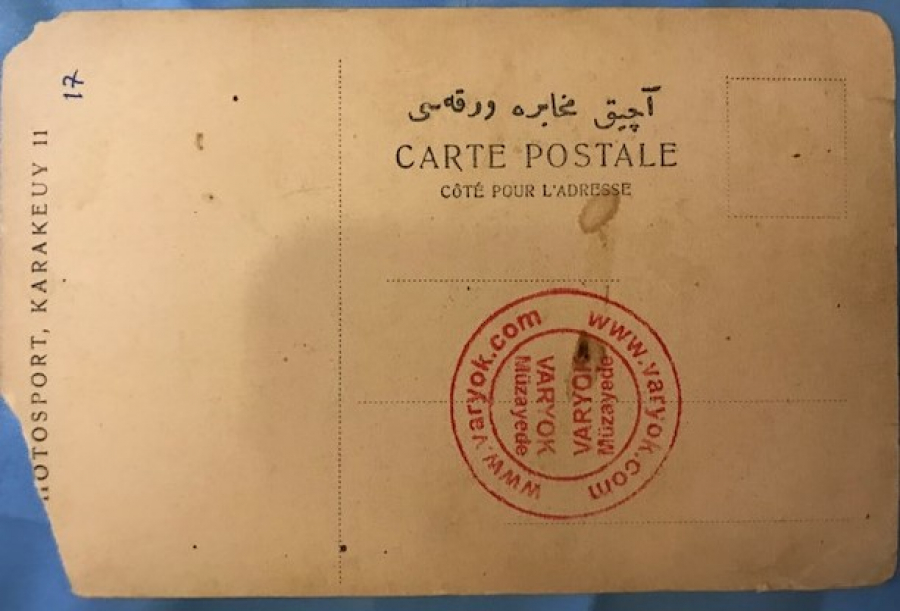 17
HOTOSPORT, KARAKEUY 11
آچیق مخابره ورقه‌سی
CARTE POSTALE
CÔTÉ POUR L'ADRESSE
www.varyok.com
www.varyok.com
VARYOK
Müzayede
VARYOK
Müzayede